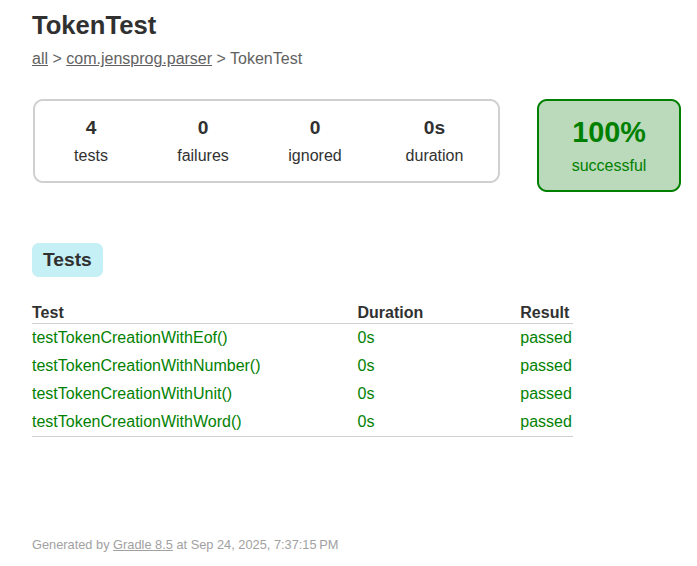 TokenTest
all > com.jensprog.parser > TokenTest
4 0 0 0s
tests failures ignored duration
100%
successful
Tests
Test Duration Result
testTokenCreationWithEof() 0s passed
testTokenCreationWithNumber() 0s passed
testTokenCreationWithUnit() 0s passed
testTokenCreationWithWord() 0s passed
Generated by Gradle 8.5 at Sep 24, 2025, 7:37:15 PM